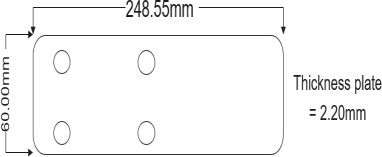 248.55mm
60.00mm
Thickness plate
= 2.20mm